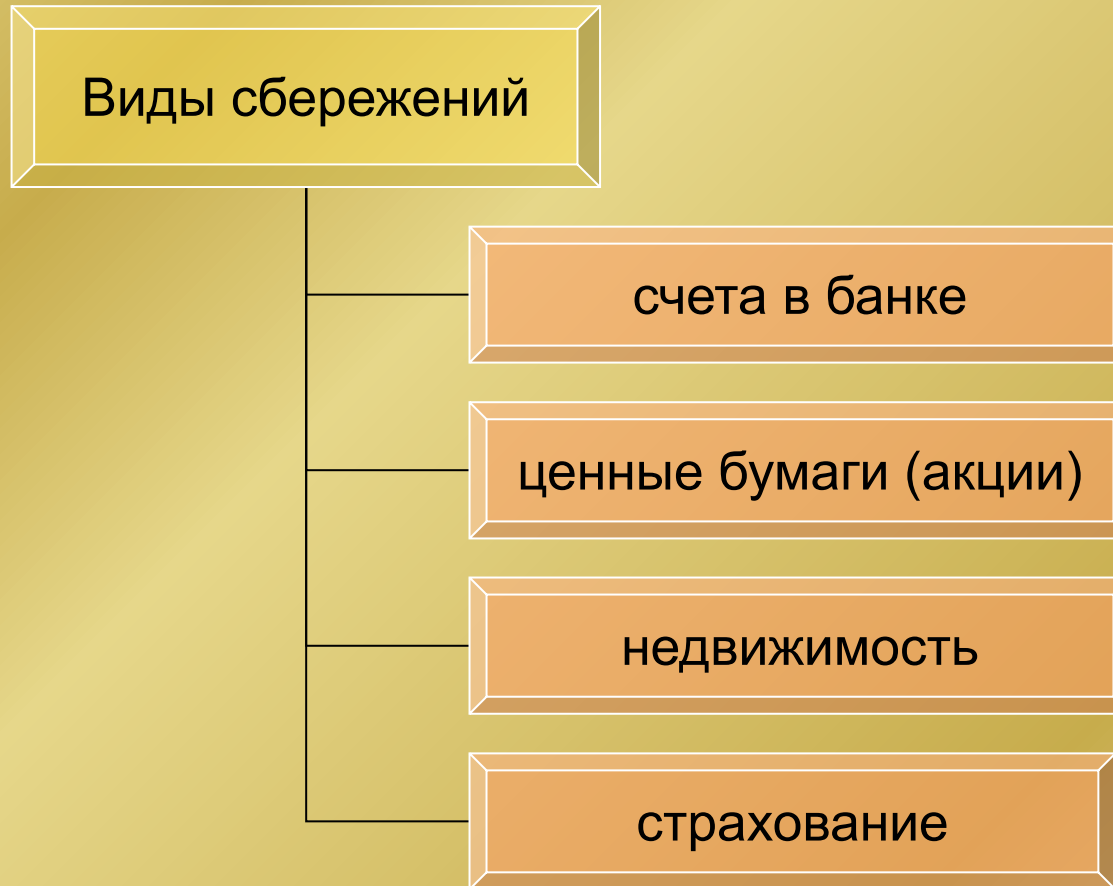 Виды сбережений
счета в банке
ценные бумаги (акции)
недвижимость
страхование